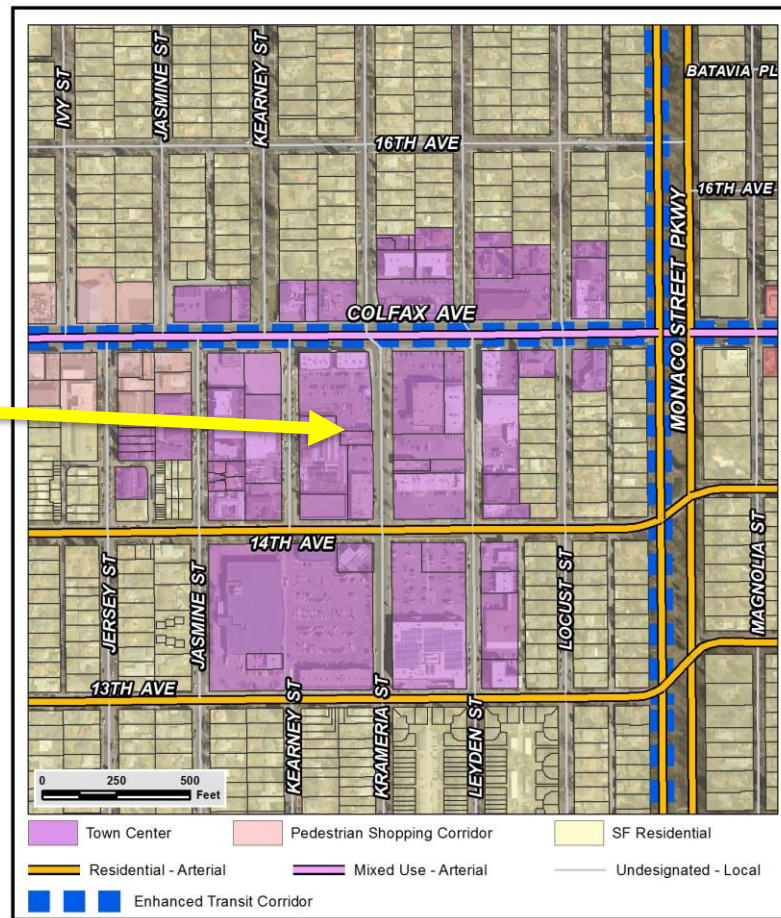 IVY ST
JASMINE ST
KEARNEY ST
BATAVIA PL
16TH AVE
16TH AVE
MONACO STREET PKWY
COLFAX AVE
14TH AVE
JERSEY ST
JASMINE ST
LOCUST ST
MAGNOLIA ST
13TH AVE
KEARNEY ST
KRAMERIA ST
LEYDEN ST
0 250 500
Feet
Town Center
Pedestrian Shopping Corridor
SF Residential
Residential - Arterial
Mixed Use - Arterial
Undesignated - Local
Enhanced Transit Corridor